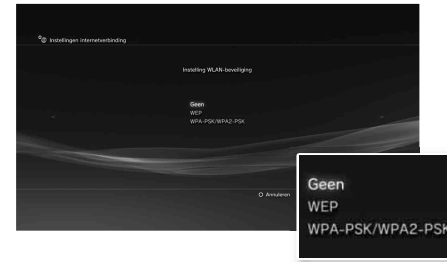 Instellingen internetverbinding
Instelling WLAN-beveiliging
Geen
WEP
WPA-PSK/WPA2-PSK
Annuleren
Geen
WEP
WPA-PSK/WPA2-PSK